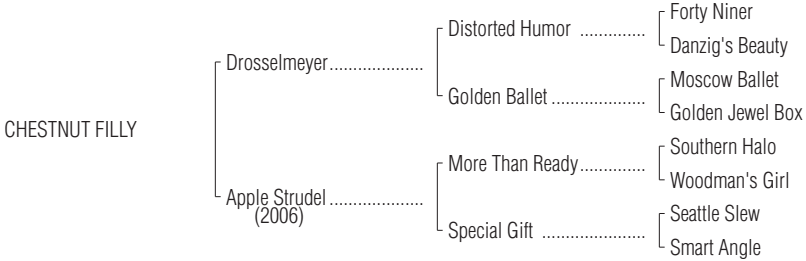 Forty Niner
Distorted Humor ..............
Danzig's Beauty
Drosselmeyer....................
Moscow Ballet
Golden Ballet ....................
Golden Jewel Box
CHESTNUT FILLY
Southern Halo
More Than Ready..............
Woodman's Girl
Apple Strudel ....................
(2006)
Seattle Slew
Special Gift ......................
Smart Angle